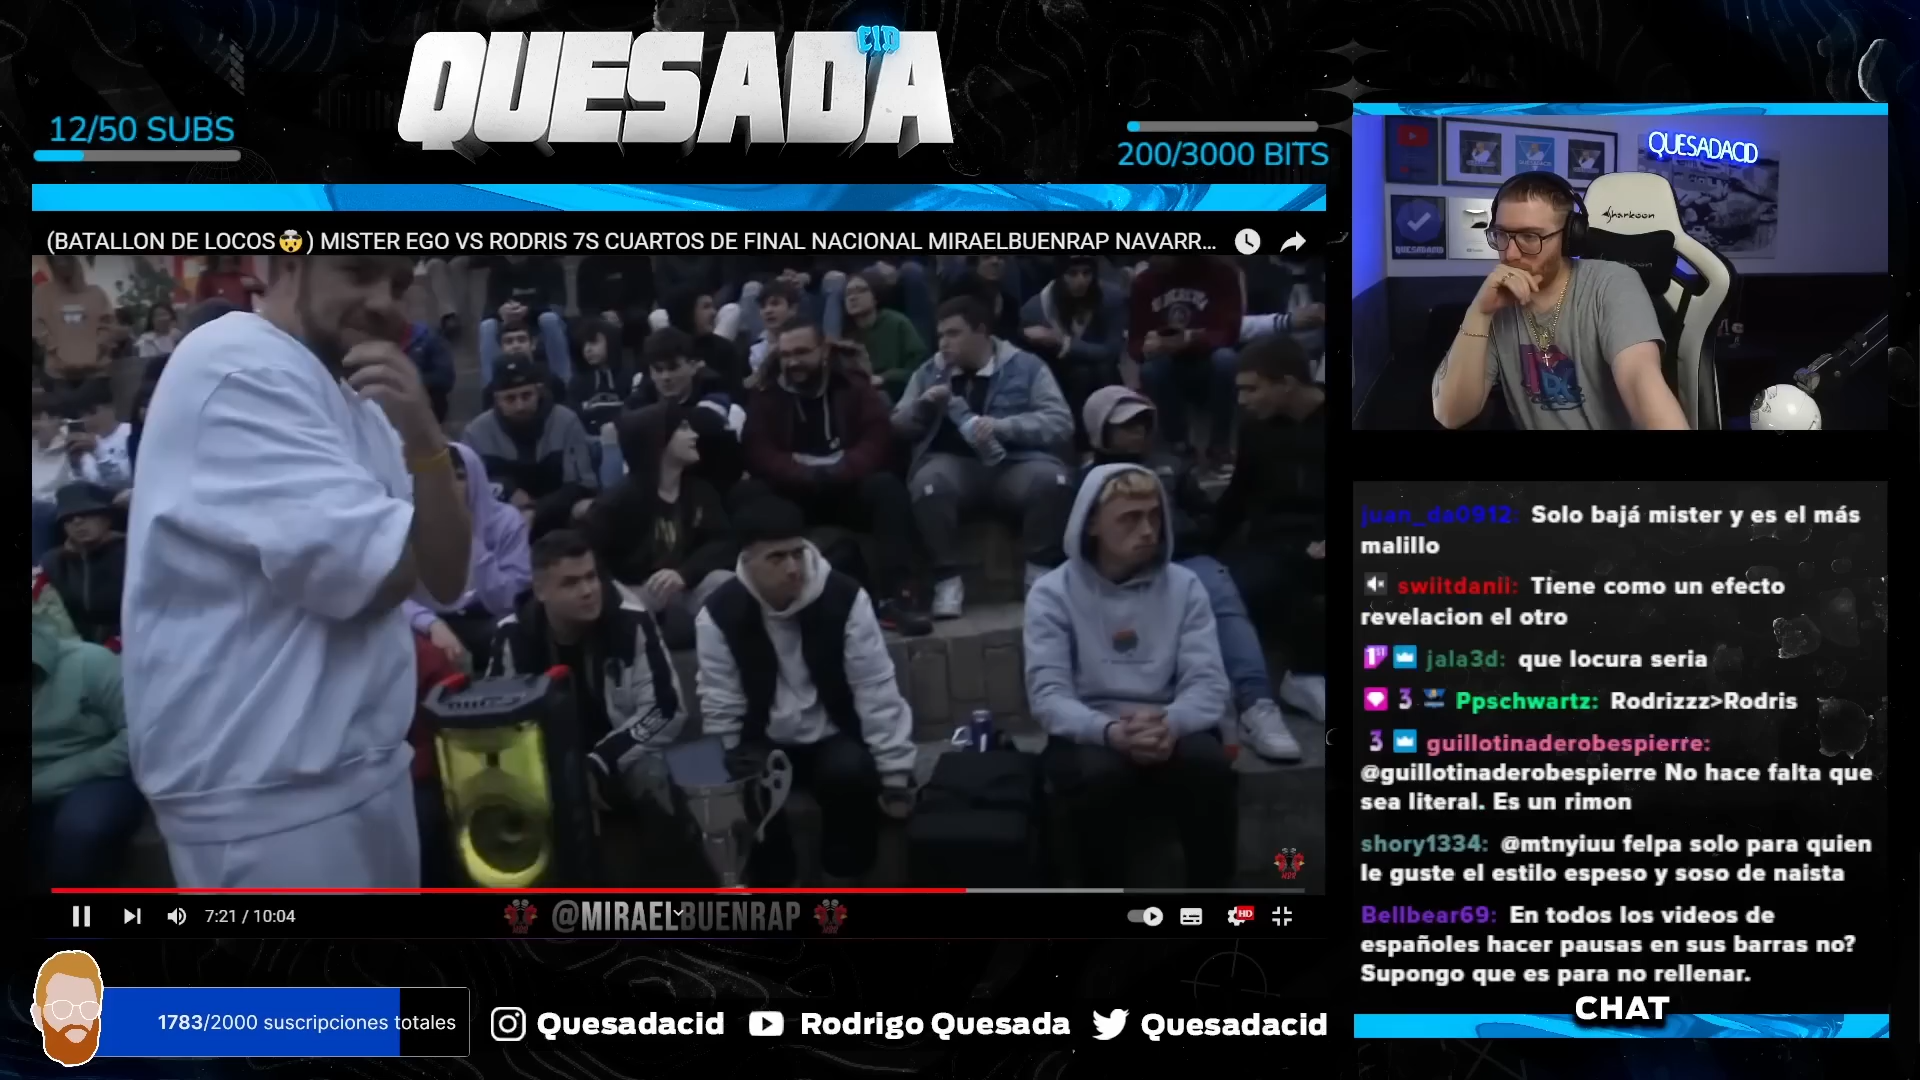 CID
QUESADA
12/50 SUBS
200/3000 BITS
(BATALLON DE LOCOS🤯) MISTER EGO VS RODRIS 7S CUARTOS DE FINAL NACIONAL MIRAELBUENRAP NAVARR...
QUESADACID
Sharkoon
juan_da0912: Solo bajá mister y es el más
malillo
swiitdanii: Tiene como un efecto
revelacion el otro
1ST jala3d: que locura seria
3 Ppschwartz: Rodrizzz>Rodris
3 guillotinaderobespierre:
@guillotinaderobespierre No hace falta que
sea literal. Es un rimon
shory1334: @mtnyiuu felpa solo para quien
le guste el estilo espeso y soso de naista
Bellbear69: En todos los videos de
españoles hacer pausas en sus barras no?
Supongo que es para no rellenar.
CHAT
7:21 / 10:04
@MIRAELBUENRAP
HD
1783/2000 suscripciones totales
Quesadacid
Rodrigo Quesada
Quesadacid